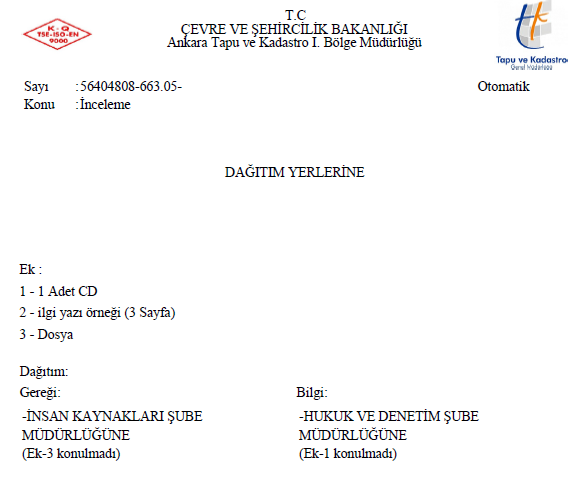 K - Q
TSE-ISO-EN
9000
T.C
ÇEVRE VE ŞEHİRCİLİK BAKANLIĞI
Ankara Tapu ve Kadastro I. Bölge Müdürlüğü
Tapu ve Kadastro
Genel Müdürlüğü
Sayı :56404808-663.05- Otomatik
Konu :İnceleme
DAĞITIM YERLERİNE
Ek :
1 - 1 Adet CD
2 - ilgi yazı örneği (3 Sayfa)
3 - Dosya
Dağıtım:
Gereği: Bilgi:
-İNSAN KAYNAKLARI ŞUBE
MÜDÜRLÜĞÜNE
(Ek-3 konulmadı)
-HUKUK VE DENETİM ŞUBE
MÜDÜRLÜĞÜNE
(Ek-1 konulmadı)